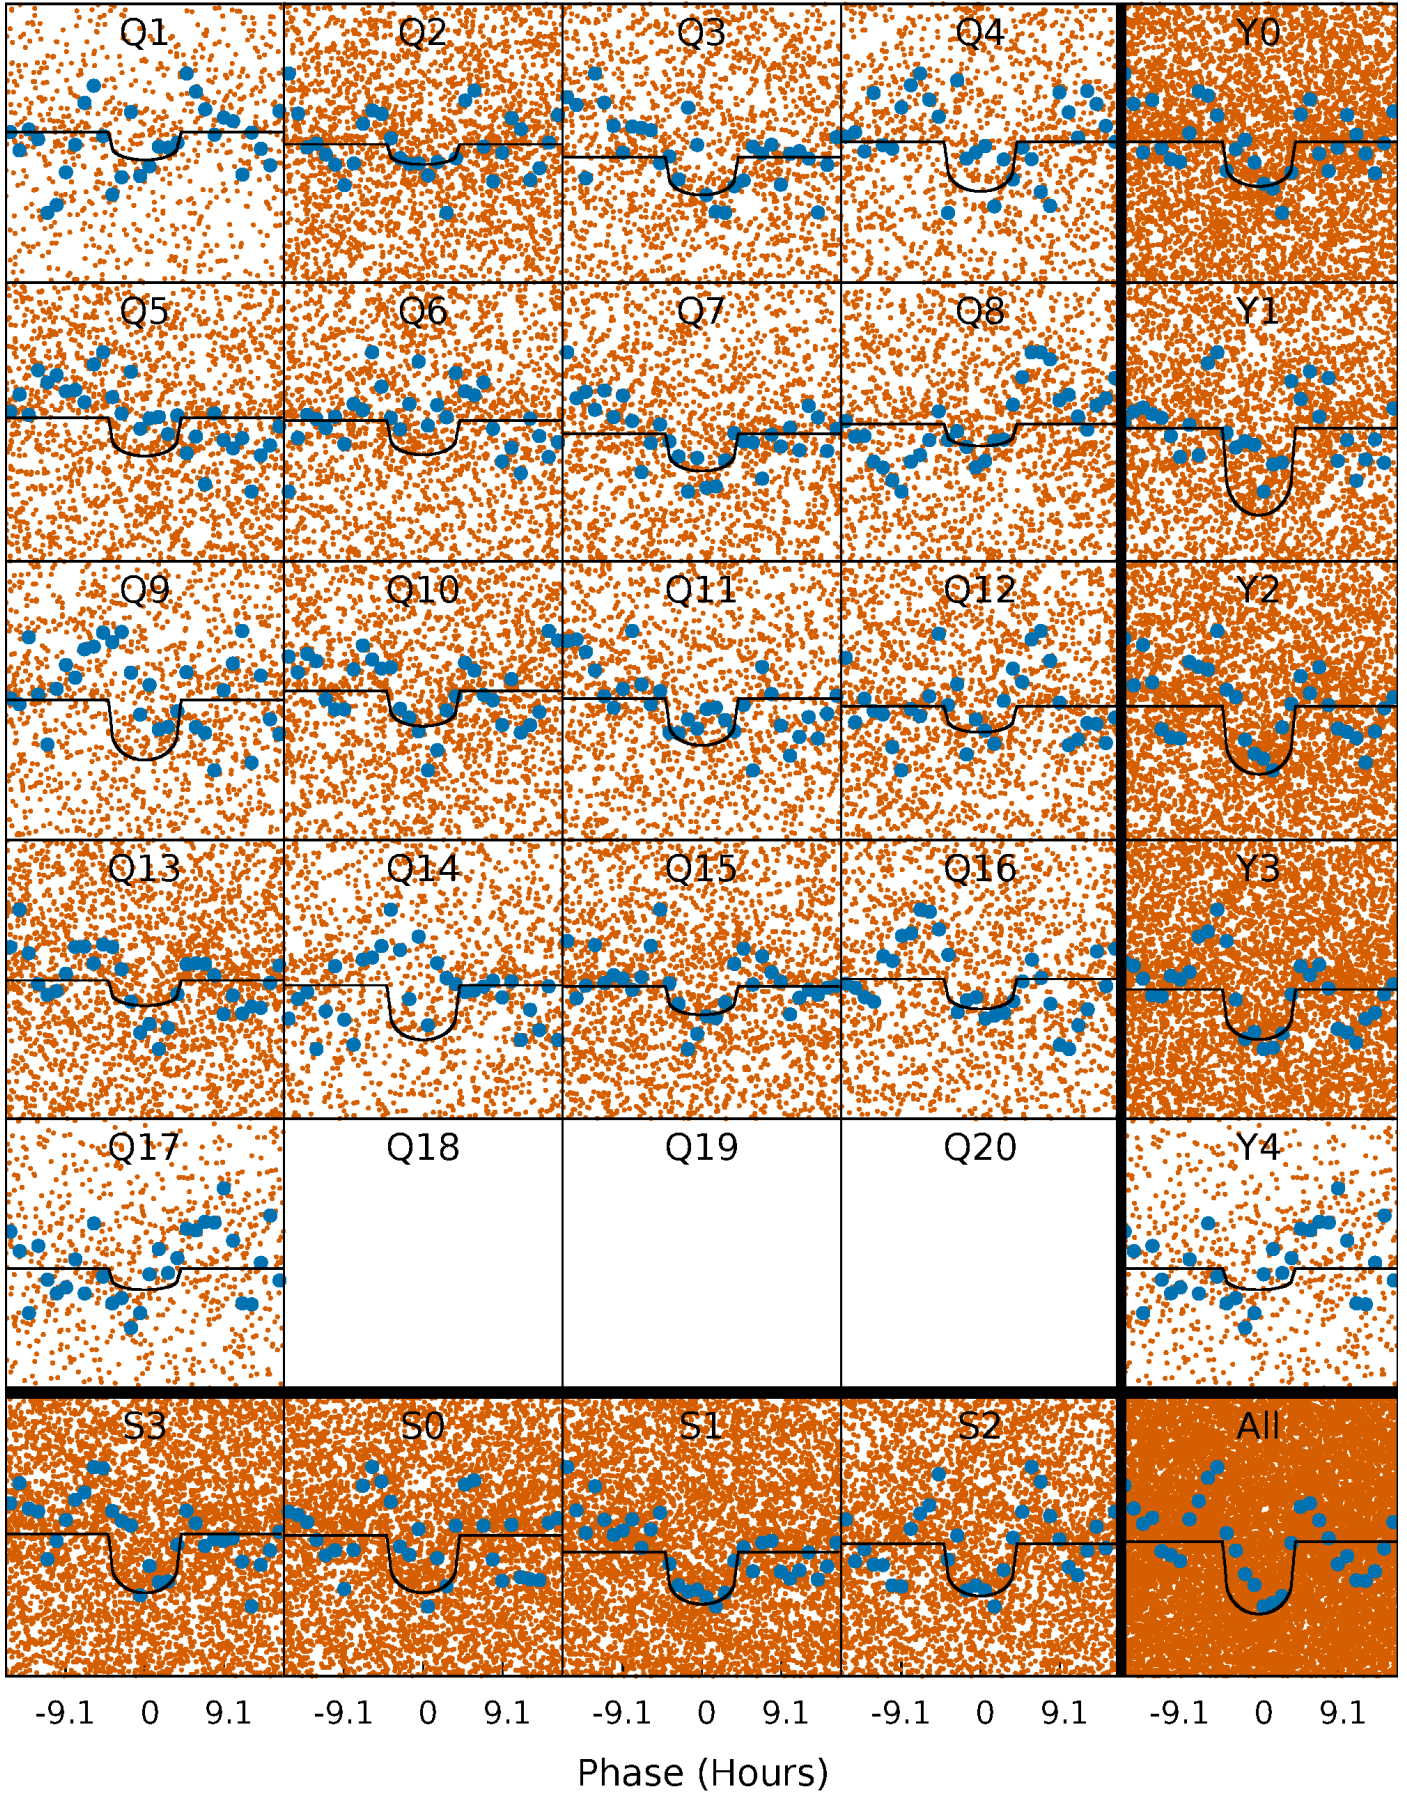 Q1 Q2 Q3 Q4 Y0
Q5 Q6 Q7 Q8 Y1
Q9 Q10 Q11 Q12 Y2
Q13 Q14 Q15 Q16 Y3
Q17 Q18 Q19 Q20 Y4
S3 S0 S1 S2 All
-9.1 0 9.1 -9.1 0 9.1 -9.1 0 9.1 -9.1 0 9.1 -9.1 0 9.1
Phase (Hours)